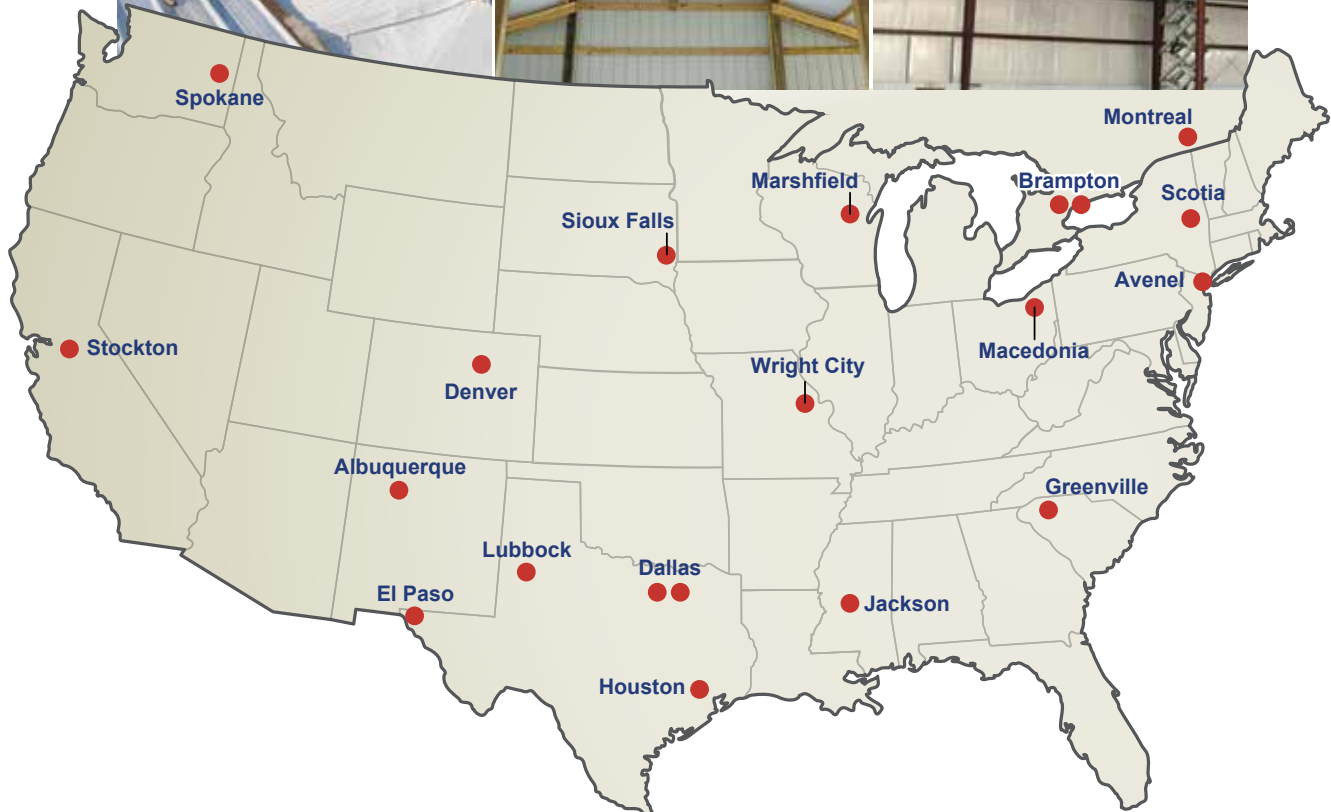 Spokane
Montreal
Marshfield
Brampton
Scotia
Sioux Falls
Avenel
Stockton
Macedonia
Wright City
Denver
Albuquerque
Greenville
Lubbock
Dallas
El Paso
Jackson
Houston